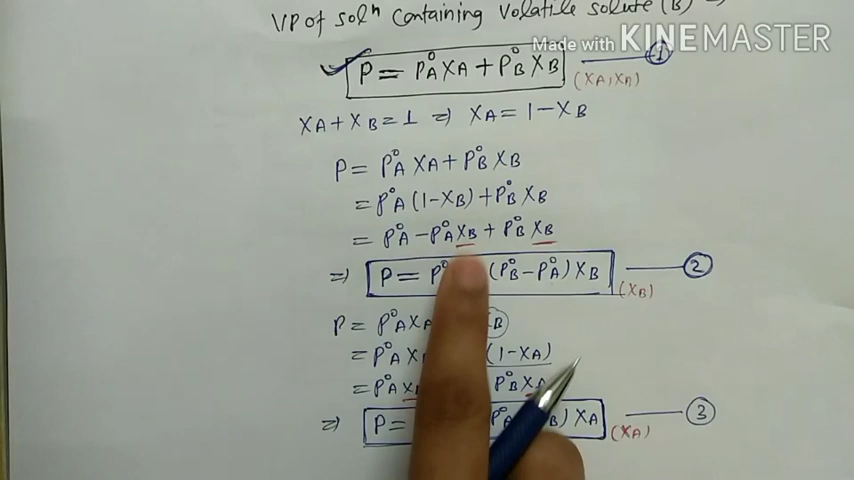 VP of solⁿ containing volatile solute (B) ⇒
Made with KINEMASTER
P = P°A XA + P°B XB ① (XA, XB)
XA + XB = 1 ⇒ XA = 1 - XB
P = P°A XA + P°B XB
= P°A (1 - XB) + P°B XB
= P°A - P°A XB + P°B XB
⇒ P = P° (P°B - P°A) XB ② (XB)
P = P°A XA B
= P°A X (1 - XA)
= P°A X P°B XA
⇒ P = P°A B) XA ③ (XA)